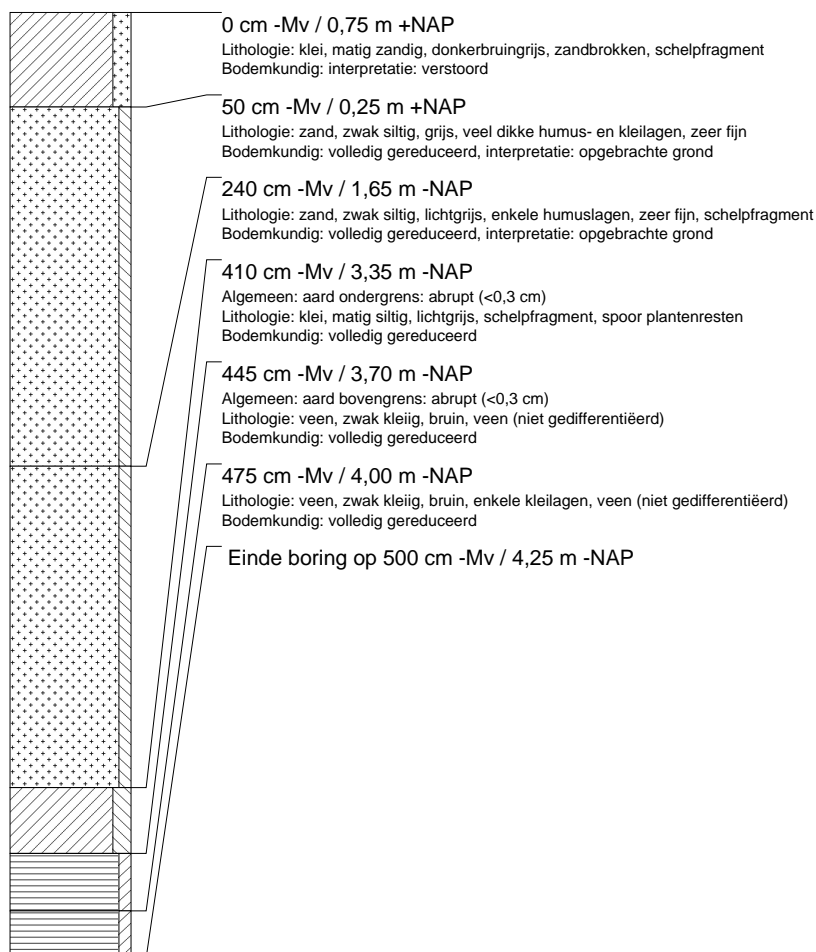 0 cm -Mv / 0,75 m +NAP
Lithologie: klei, matig zandig, donkerbruingrijs, zandbrokken, schelpfragment
Bodemkundig: interpretatie: verstoord
50 cm -Mv / 0,25 m +NAP
Lithologie: zand, zwak siltig, grijs, veel dikke humus- en kleilagen, zeer fijn
Bodemkundig: volledig gereduceerd, interpretatie: opgebrachte grond
240 cm -Mv / 1,65 m -NAP
Lithologie: zand, zwak siltig, lichtgrijs, enkele humuslagen, zeer fijn, schelpfragment
Bodemkundig: volledig gereduceerd, interpretatie: opgebrachte grond
410 cm -Mv / 3,35 m -NAP
Algemeen: aard ondergrens: abrupt (<0,3 cm)
Lithologie: klei, matig siltig, lichtgrijs, schelpfragment, spoor plantenresten
Bodemkundig: volledig gereduceerd
445 cm -Mv / 3,70 m -NAP
Algemeen: aard bovengrens: abrupt (<0,3 cm)
Lithologie: veen, zwak kleiig, bruin, veen (niet gedifferentiëerd)
Bodemkundig: volledig gereduceerd
475 cm -Mv / 4,00 m -NAP
Lithologie: veen, zwak kleiig, bruin, enkele kleilagen, veen (niet gedifferentiëerd)
Bodemkundig: volledig gereduceerd
Einde boring op 500 cm -Mv / 4,25 m -NAP